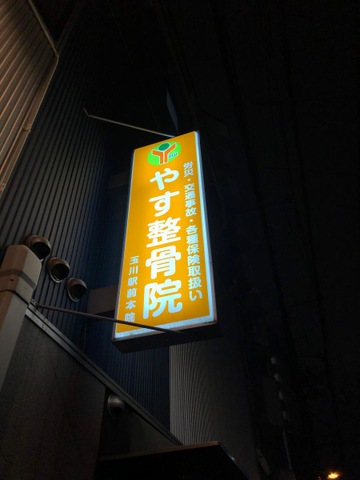 労災・交通事故・各種保険取扱い
やす整骨院
玉川駅前本院